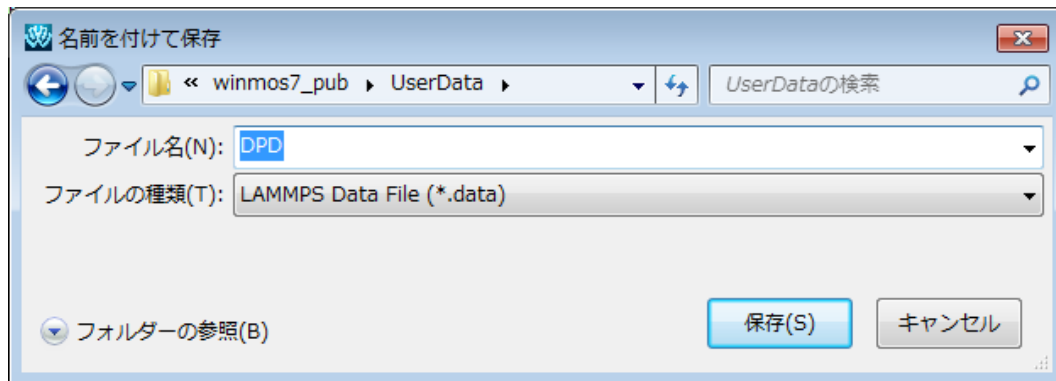 名前を付けて保存
« winmos7_pub ▸ UserData ▸ UserDataの検索
ファイル名(N): DPD
ファイルの種類(T): LAMMPS Data File (*.data)
フォルダーの参照(B) 保存(S) キャンセル